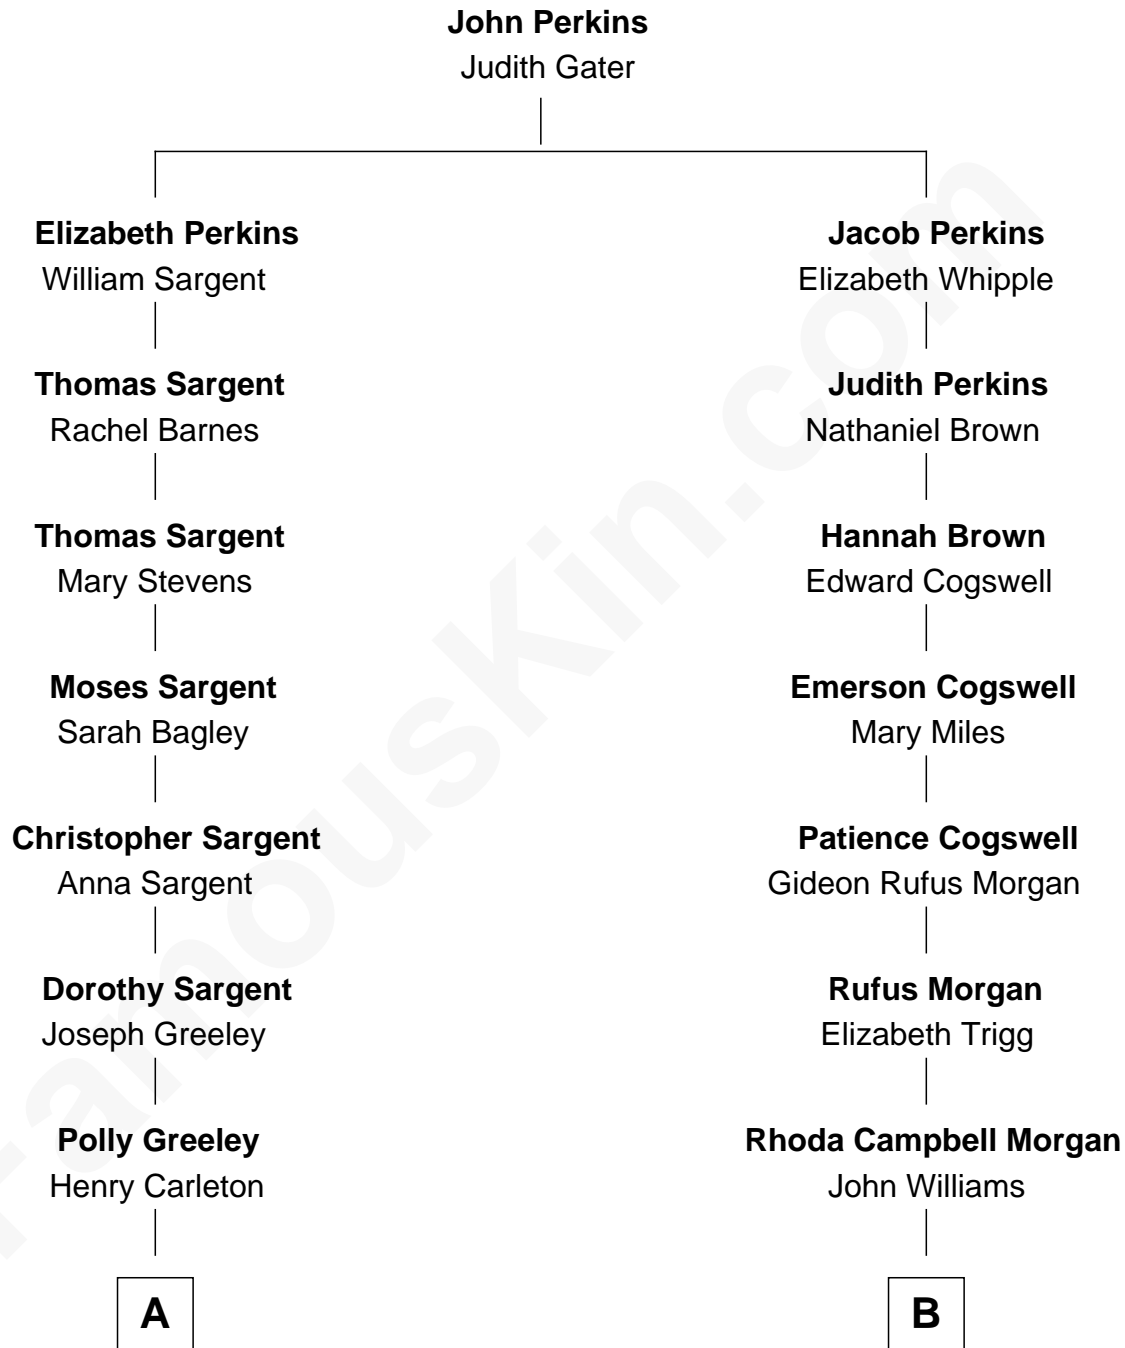 John Perkins
Judith Gater
Elizabeth Perkins
William Sargent
Jacob Perkins
Elizabeth Whipple
Thomas Sargent
Rachel Barnes
Judith Perkins
Nathaniel Brown
Thomas Sargent
Mary Stevens
Hannah Brown
Edward Cogswell
Moses Sargent
Sarah Bagley
Emerson Cogswell
Mary Miles
Christopher Sargent
Anna Sargent
Patience Cogswell
Gideon Rufus Morgan
Dorothy Sargent
Joseph Greeley
Rufus Morgan
Elizabeth Trigg
Polly Greeley
Henry Carleton
Rhoda Campbell Morgan
John Williams
A
B
FamousKin.com